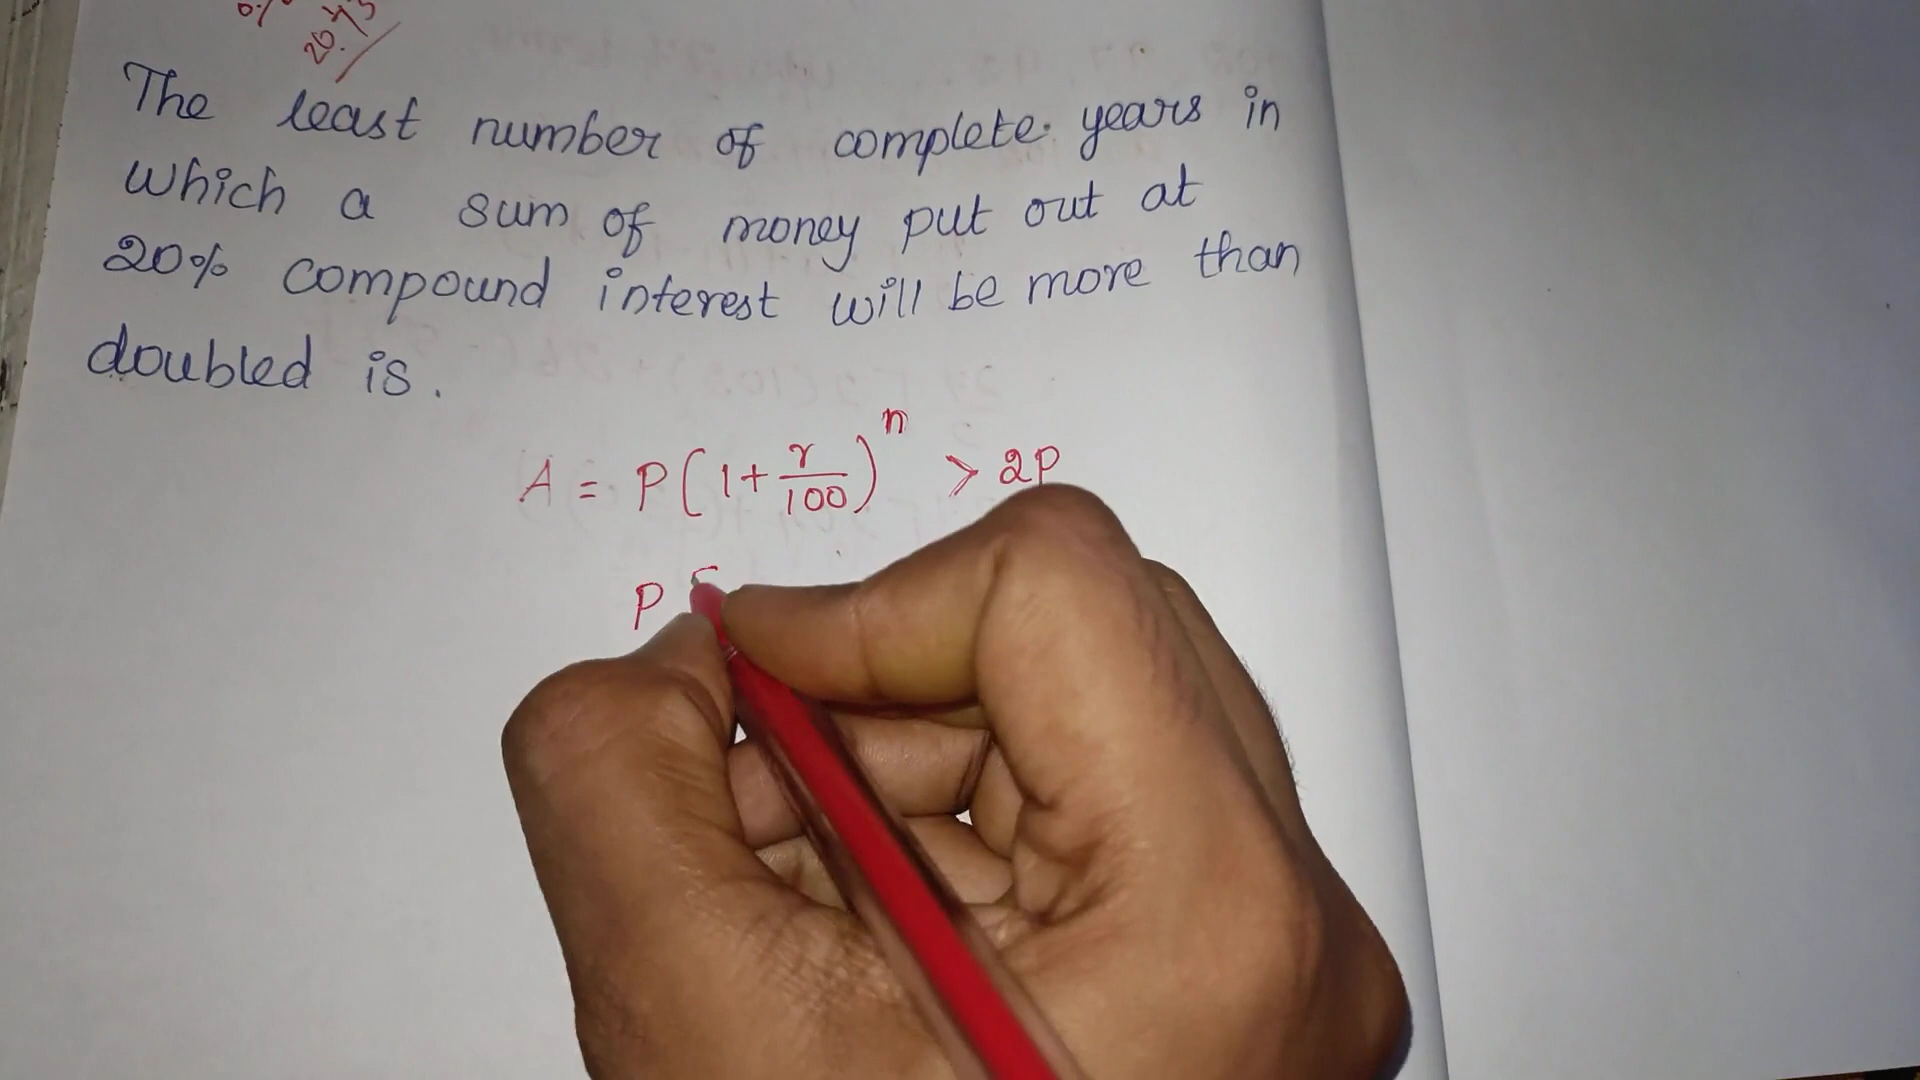 20.
The least number of complete years in
which a sum of money put out at
20% compound interest will be more than
doubled is.
A = P(1 + r/100)^n > 2P
P